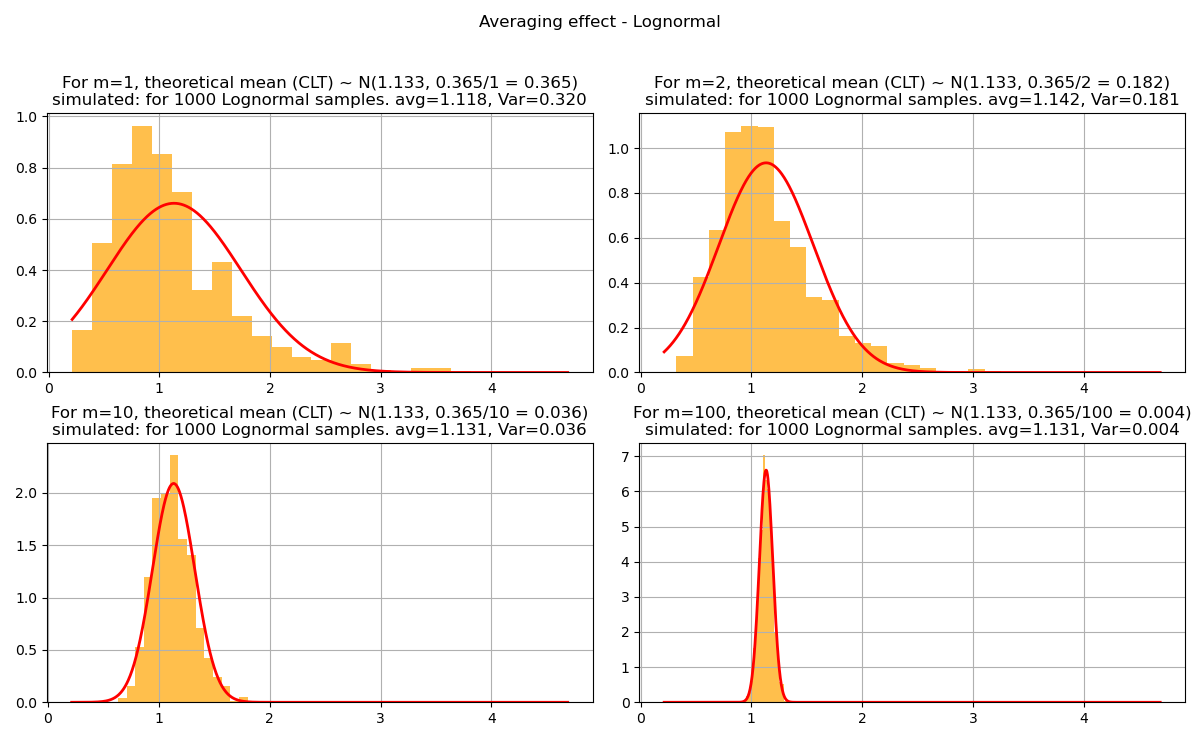 Averaging effect - Lognormal
For m=1, theoretical mean (CLT) ~ N(1.133, 0.365/1 = 0.365)
simulated: for 1000 Lognormal samples. avg=1.118, Var=0.320
1.0
0.8
0.6
0.4
0.2
0.0
0 1 2 3 4
For m=2, theoretical mean (CLT) ~ N(1.133, 0.365/2 = 0.182)
simulated: for 1000 Lognormal samples. avg=1.142, Var=0.181
1.0
0.8
0.6
0.4
0.2
0.0
0 1 2 3 4
For m=10, theoretical mean (CLT) ~ N(1.133, 0.365/10 = 0.036)
simulated: for 1000 Lognormal samples. avg=1.131, Var=0.036
2.0
1.5
1.0
0.5
0.0
0 1 2 3 4
For m=100, theoretical mean (CLT) ~ N(1.133, 0.365/100 = 0.004)
simulated: for 1000 Lognormal samples. avg=1.131, Var=0.004
7
6
5
4
3
2
1
0
0 1 2 3 4